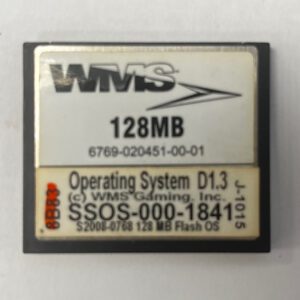 WMS
128MB
6769-020451-00-01
Operating System D1.3
(c) WMS Gaming, Inc.
SSOS-000-1841
S2008-0768 128 MB Flash OS
J-1015